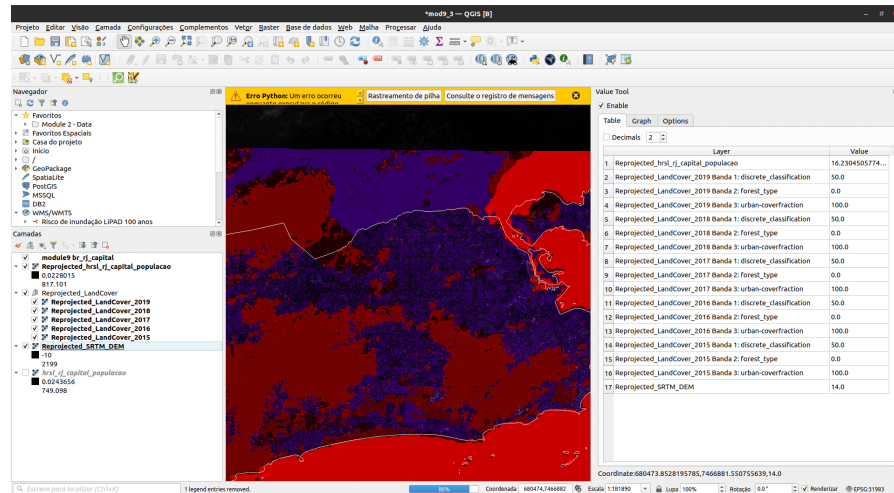 *mod9_3 — QGIS [B]
Projeto Editar Visão Camada Configurações Complementos Vetor Raster Base de dados Web Malha Processar Ajuda
Navegador
Favoritos
Module 2 - Data
Favoritos Espaciais
Casa do projeto
Início
/
GeoPackage
SpatiaLite
PostGIS
MSSQL
DB2
WMS/WMTS
Risco de inundação LiPAD 100 anos
Camadas
module9 br_rj_capital
Reprojected_hrsl_rj_capital_populacao
0.0228015
817.101
Reprojected_LandCover
Reprojected_LandCover_2019
Reprojected_LandCover_2018
Reprojected_LandCover_2017
Reprojected_LandCover_2016
Reprojected_LandCover_2015
Reprojected_SRTM_DEM
-10
2199
hrsl_rj_capital_populacao
0.0243656
749.098
Erro Python: Um erro ocorreu
enquanto executava o código
Rastreamento de pilha
Consulte o registro de mensagens
Value Tool
Enable
Table Graph Options
Decimals 2
Layer Value
1 Reprojected_hrsl_rj_capital_populacao 16.2304505774...
2 Reprojected_LandCover_2019 Banda 1: discrete_classification 50.0
3 Reprojected_LandCover_2019 Banda 2: forest_type 0.0
4 Reprojected_LandCover_2019 Banda 3: urban-coverfraction 100.0
5 Reprojected_LandCover_2018 Banda 1: discrete_classification 50.0
6 Reprojected_LandCover_2018 Banda 2: forest_type 0.0
7 Reprojected_LandCover_2018 Banda 3: urban-coverfraction 100.0
8 Reprojected_LandCover_2017 Banda 1: discrete_classification 50.0
9 Reprojected_LandCover_2017 Banda 2: forest_type 0.0
10 Reprojected_LandCover_2017 Banda 3: urban-coverfraction 100.0
11 Reprojected_LandCover_2016 Banda 1: discrete_classification 50.0
12 Reprojected_LandCover_2016 Banda 2: forest_type 0.0
13 Reprojected_LandCover_2016 Banda 3: urban-coverfraction 100.0
14 Reprojected_LandCover_2015 Banda 1: discrete_classification 50.0
15 Reprojected_LandCover_2015 Banda 2: forest_type 0.0
16 Reprojected_LandCover_2015 Banda 3: urban-coverfraction 100.0
17 Reprojected_SRTM_DEM 14.0
Coordinate:680473.8528195785,7466881.550755639,14.0
Escreva para localizar (Ctrl+K) 1 legend entries removed. 86% Coordenada 680474,7466882 Escala 1:181890 Lupa 100% Rotação 0.0° Renderizar EPSG:31983